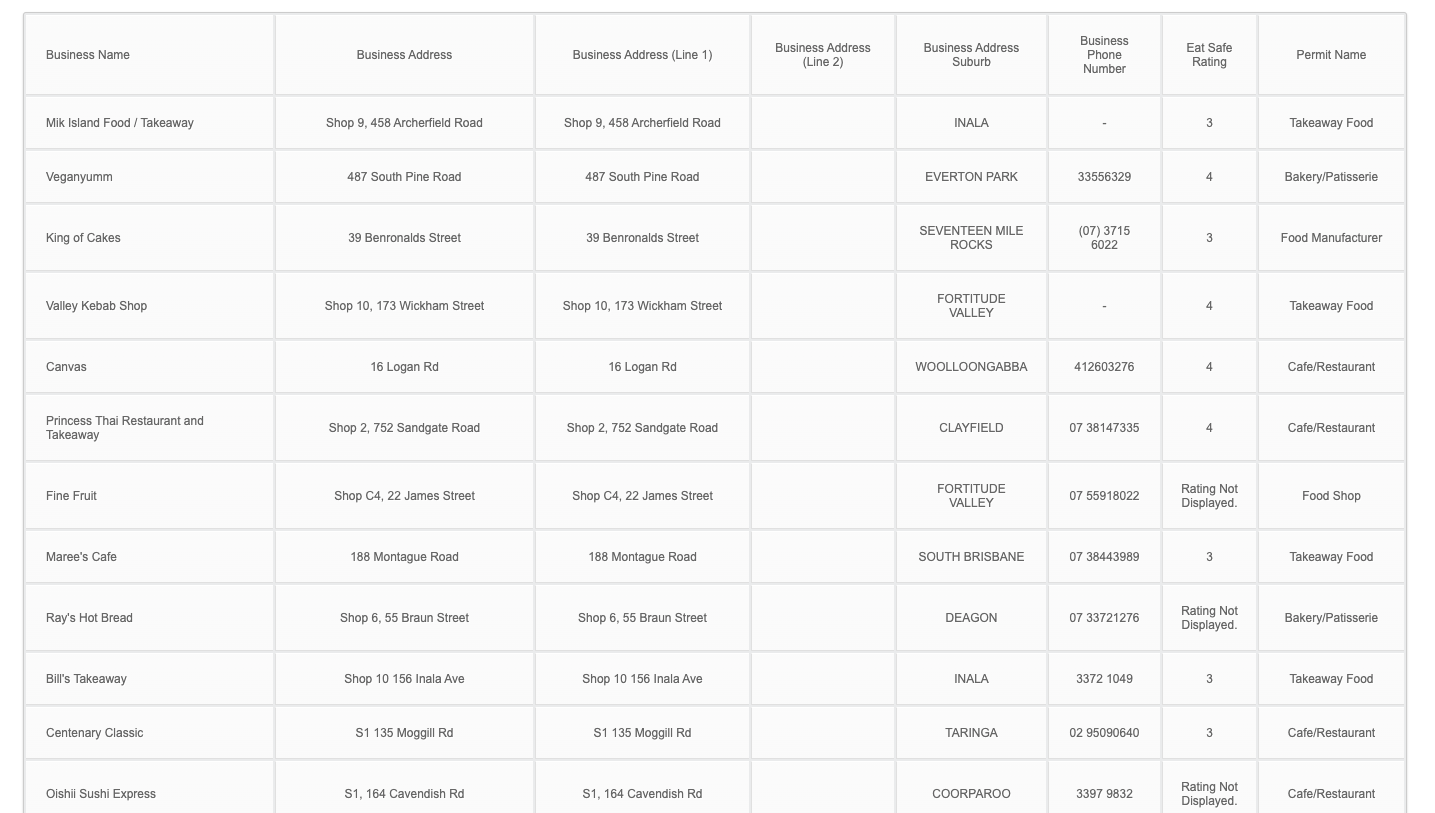 Business Name Business Address Business Address (Line 1) Business Address (Line 2) Business Address Suburb Business Phone Number Eat Safe Rating Permit Name
Mik Island Food / Takeaway Shop 9, 458 Archerfield Road Shop 9, 458 Archerfield Road INALA - 3 Takeaway Food
Veganyumm 487 South Pine Road 487 South Pine Road EVERTON PARK 33556329 4 Bakery/Patisserie
King of Cakes 39 Benronalds Street 39 Benronalds Street SEVENTEEN MILE ROCKS (07) 3715 6022 3 Food Manufacturer
Valley Kebab Shop Shop 10, 173 Wickham Street Shop 10, 173 Wickham Street FORTITUDE VALLEY - 4 Takeaway Food
Canvas 16 Logan Rd 16 Logan Rd WOOLLOONGABBA 412603276 4 Cafe/Restaurant
Princess Thai Restaurant and Takeaway Shop 2, 752 Sandgate Road Shop 2, 752 Sandgate Road CLAYFIELD 07 38147335 4 Cafe/Restaurant
Fine Fruit Shop C4, 22 James Street Shop C4, 22 James Street FORTITUDE VALLEY 07 55918022 Rating Not Displayed. Food Shop
Maree's Cafe 188 Montague Road 188 Montague Road SOUTH BRISBANE 07 38443989 3 Takeaway Food
Ray's Hot Bread Shop 6, 55 Braun Street Shop 6, 55 Braun Street DEAGON 07 33721276 Rating Not Displayed. Bakery/Patisserie
Bill's Takeaway Shop 10 156 Inala Ave Shop 10 156 Inala Ave INALA 3372 1049 3 Takeaway Food
Centenary Classic S1 135 Moggill Rd S1 135 Moggill Rd TARINGA 02 95090640 3 Cafe/Restaurant
Oishii Sushi Express S1, 164 Cavendish Rd S1, 164 Cavendish Rd COORPAROO 3397 9832 Rating Not Displayed. Cafe/Restaurant